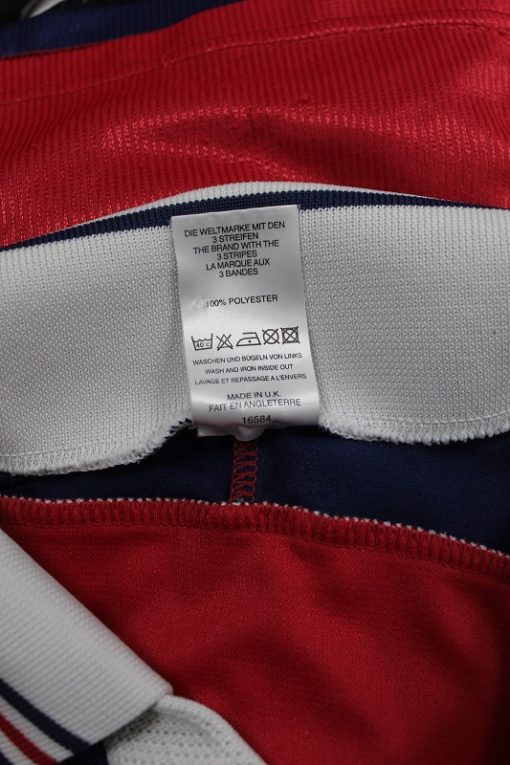 DIE WELTMARKE MIT DEN
3 STREIFEN
THE BRAND WITH THE
3 STRIPES
LA MARQUE AUX
3 BANDES
100% POLYESTER
40°C
WASCHEN UND BÜGELN VON LINKS
WASH AND IRON INSIDE OUT
LAVAGE ET REPASSAGE A L'ENVERS
MADE IN U.K.
FAIT EN ANGLETERRE
16584